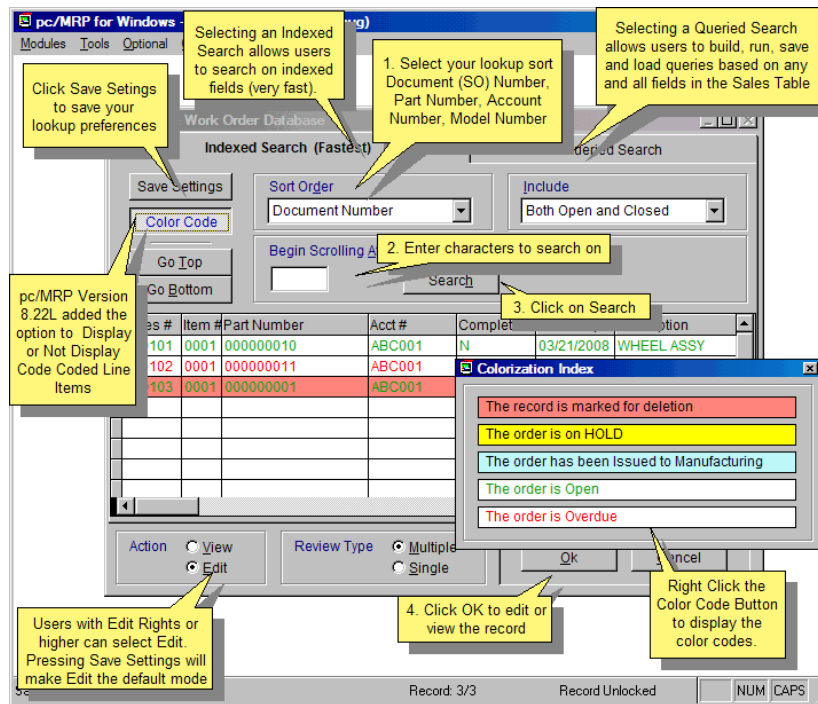 pc/MRP for Windows -
Modules Tools Optional
Selecting an Indexed
Search allows users
to search on indexed
fields (very fast).
1. Select your lookup sort
Document (SO) Number,
Part Number, Account
Number, Model Number
Selecting a Queried Search
allows users to build, run, save
and load queries based on any
and all fields in the Sales Table
Click Save Setings
to save your
lookup preferences
Work Order Database
Indexed Search (Fastest)
Search
Save Settings
Sort Order
Include
Color Code
Document Number
Both Open and Closed
Go Top
Begin Scrolling
2. Enter characters to search on
Go Bottom
Search
3. Click on Search
pc/MRP Version
8.22L added the
option to Display
or Not Display
Code Coded Line
Items
Item # Part Number Acct #
101 0001 000000010 ABC001 N 03/21/2008 WHEEL ASSY
102 0001 000000011 ABC001
103 0001 000000001 ABC001
Colorization Index
The record is marked for deletion
The order is on HOLD
The order has been Issued to Manufacturing
The order is Open
The order is Overdue
Action View Review Type Multiple
Edit Single
Ok
Right Click the
Color Code Button
to display the
color codes.
4. Click OK to edit or
view the record
Users with Edit Rights or
higher can select Edit.
Pressing Save Settings will
make Edit the default mode
Record: 3/3 Record Unlocked NUM CAPS